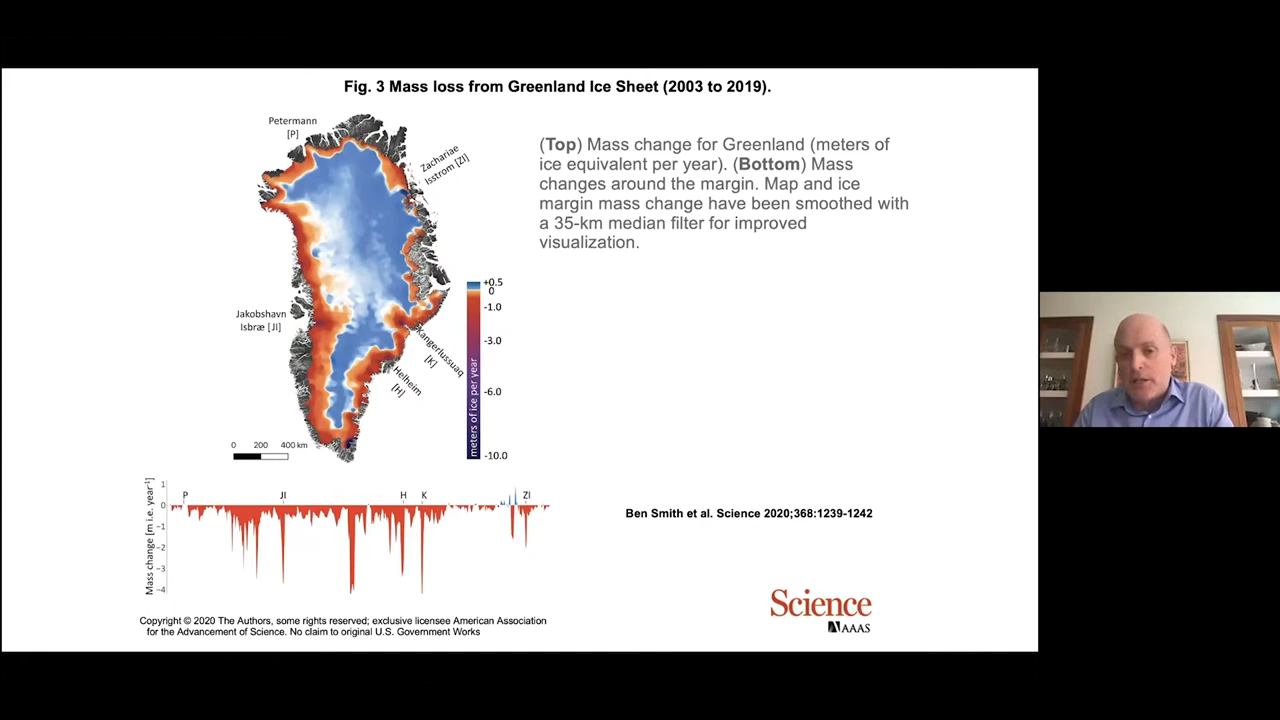 Fig. 3 Mass loss from Greenland Ice Sheet (2003 to 2019).
Petermann
[P]
Zachariae
Isstrom [ZI]
(Top) Mass change for Greenland (meters of
ice equivalent per year). (Bottom) Mass
changes around the margin. Map and ice
margin mass change have been smoothed with
a 35-km median filter for improved
visualization.
Jakobshavn
Isbræ [JI]
Kangerlussuaq
[K]
Helheim
[H]
+0.5
0
-1.0
-3.0
-6.0
-10.0
meters of ice per year
0 200 400 km
Mass change [m i.e. year-1]
1
0
-1
-2
-3
-4
P JI H K ZI
Ben Smith et al. Science 2020;368:1239-1242
Copyright © 2020 The Authors, some rights reserved; exclusive licensee American Association
for the Advancement of Science. No claim to original U.S. Government Works
Science
AAAS